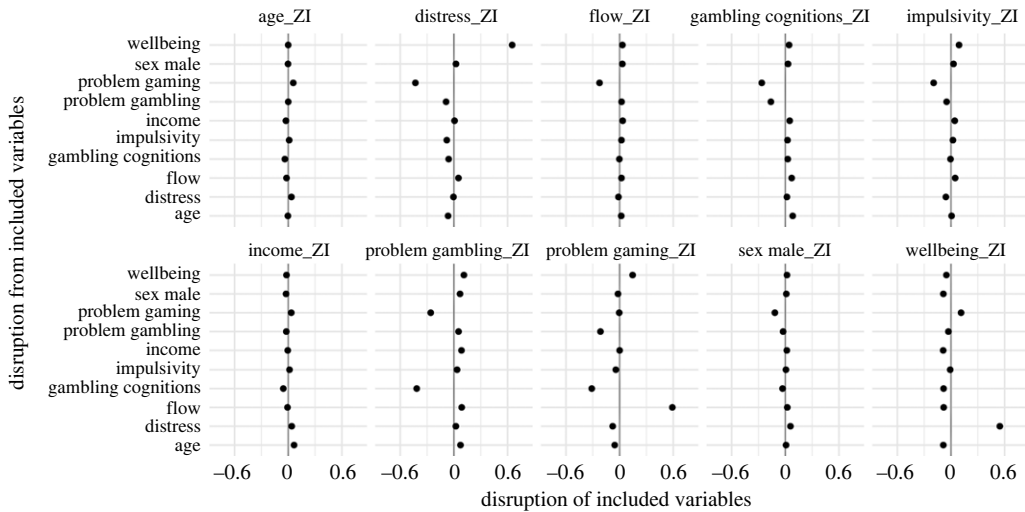 age_ZI distress_ZI flow_ZI gambling cognitions_ZI impulsivity_ZI
wellbeing
sex male
problem gaming
problem gambling
income
impulsivity
gambling cognitions
flow
distress
age
disruption from included variables
income_ZI problem gambling_ZI problem gaming_ZI sex male_ZI wellbeing_ZI
wellbeing
sex male
problem gaming
problem gambling
income
impulsivity
gambling cognitions
flow
distress
age
–0.6 0 0.6 –0.6 0 0.6 –0.6 0 0.6 –0.6 0 0.6 –0.6 0 0.6
disruption of included variables